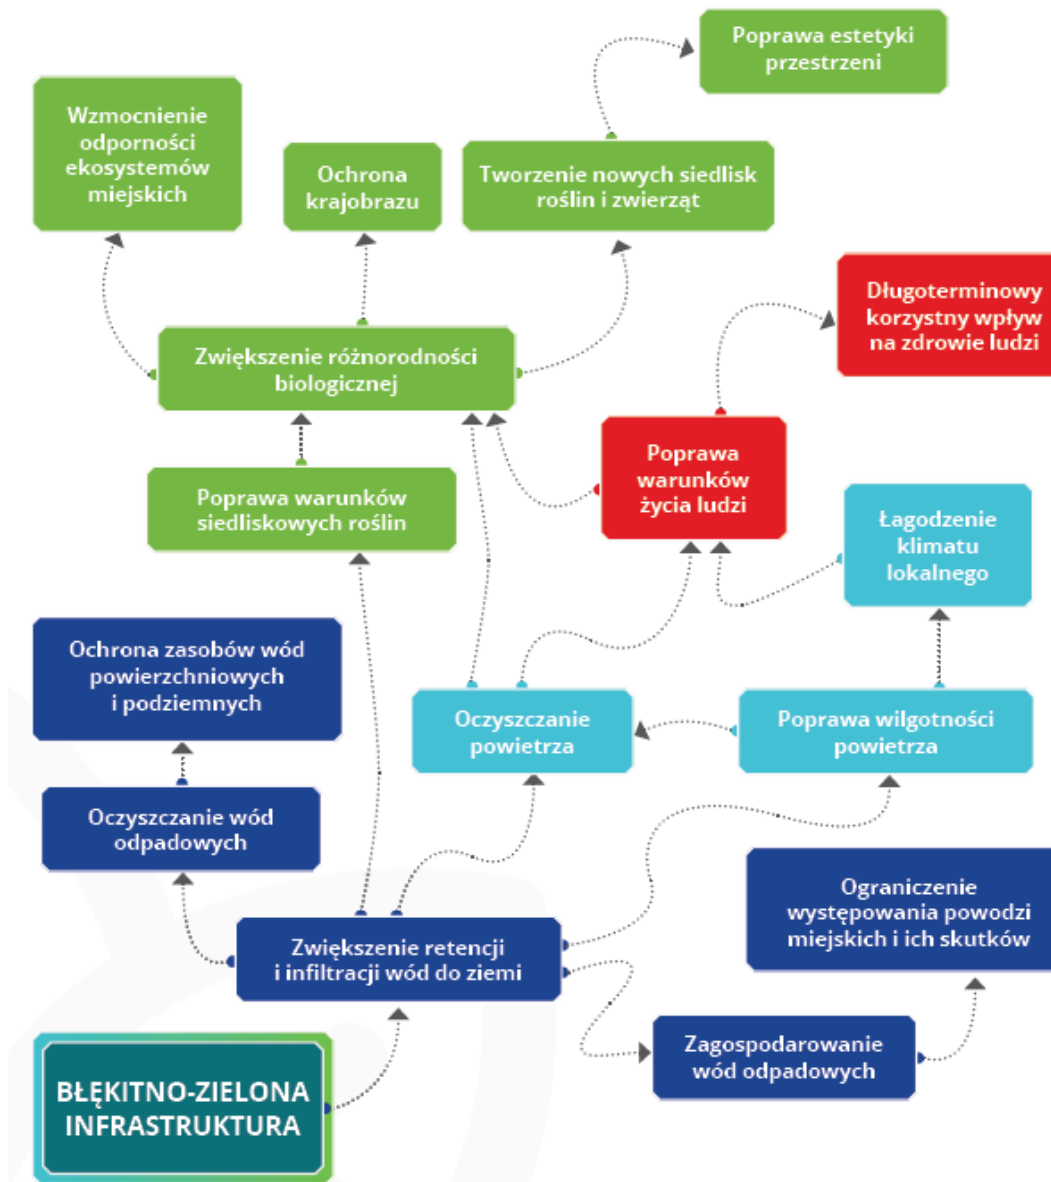 Poprawa estetyki
przestrzeni
Wzmocnienie
odporności
ekosystemów
miejskich
Ochrona
krajobrazu
Tworzenie nowych siedlisk
roślin i zwierząt
Długoterminowy
korzystny wpływ
na zdrowie ludzi
Zwiększenie różnorodności
biologicznej
Poprawa
warunków
życia ludzi
Poprawa warunków
siedliskowych roślin
Łagodzenie
klimatu
lokalnego
Ochrona zasobów wód
powierzchniowych
i podziemnych
Oczyszczanie
powietrza
Poprawa wilgotności
powietrza
Oczyszczanie wód
odpadowych
Ograniczenie
występowania powodzi
miejskich i ich skutków
Zwiększenie retencji
i infiltracji wód do ziemi
Zagospodarowanie
wód odpadowych
BŁĘKITNO-ZIELONA
INFRASTRUKTURA